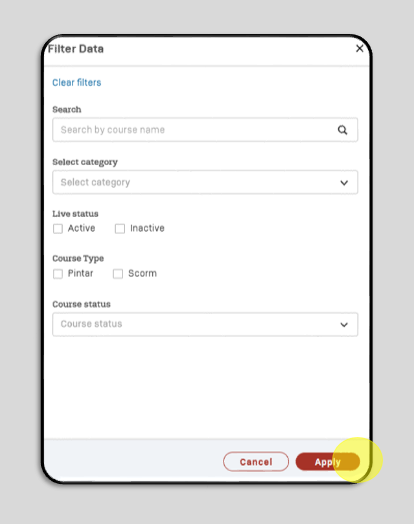 Filter Data
Clear filters
Search
Search by course name
Select category
Select category
Live status
Active Inactive
Course Type
Pintar Scorm
Course status
Course status
Cancel Apply